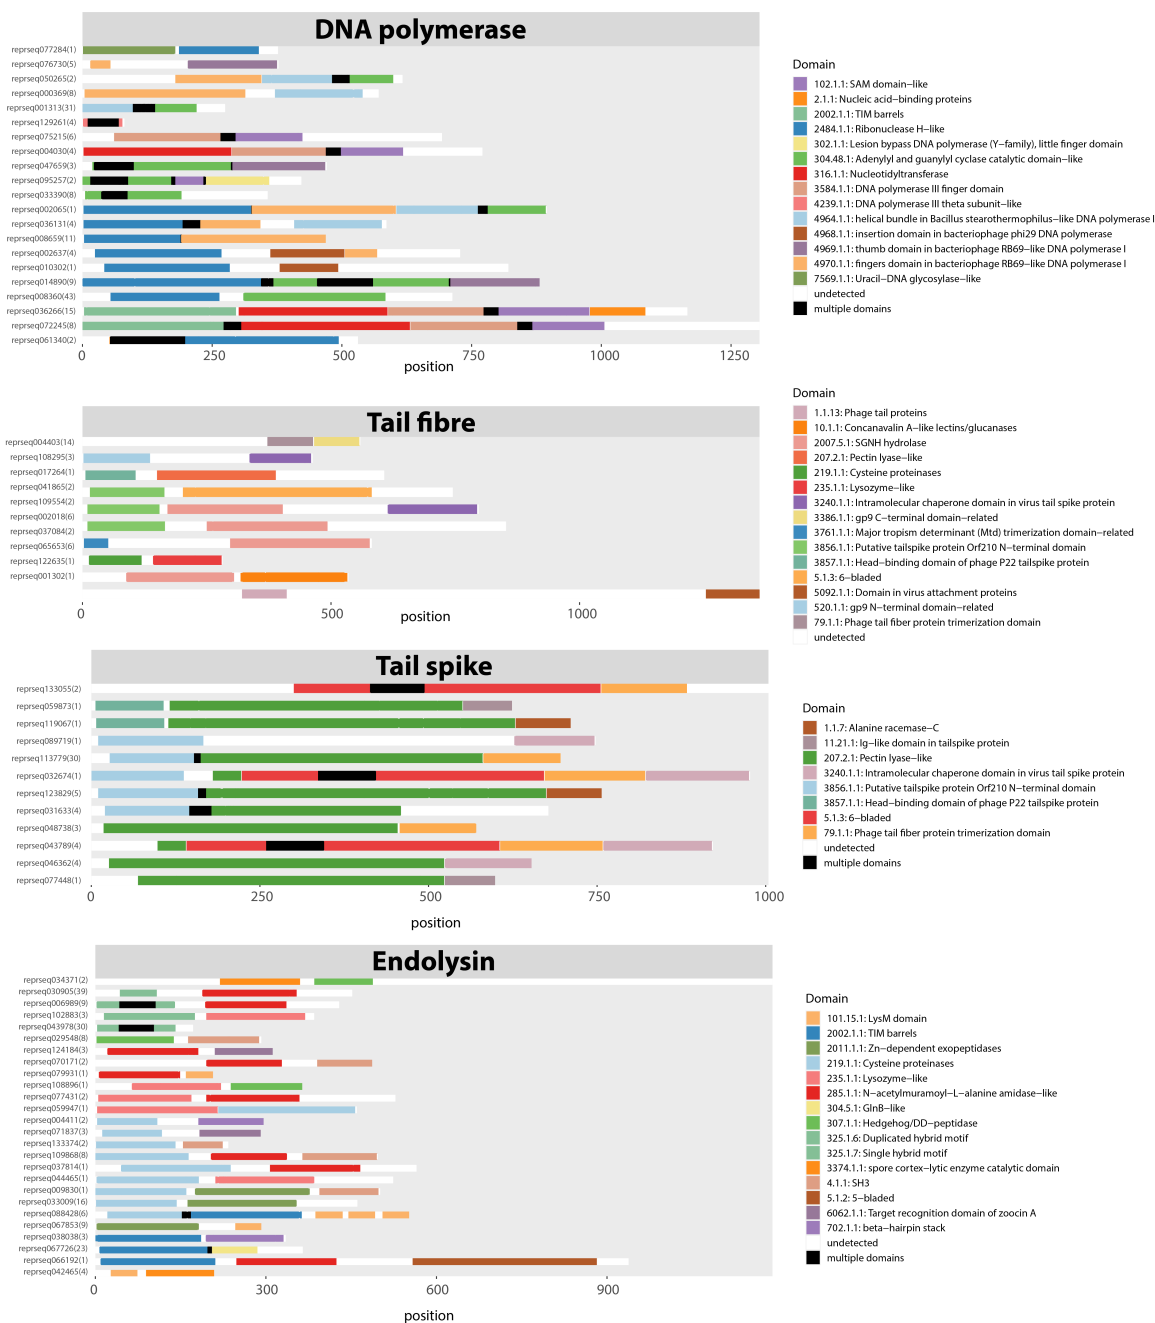 DNA polymerase
reprseq077284(1)
reprseq076730(5)
reprseq050265(2)
reprseq000369(8)
reprseq001313(31)
reprseq129261(4)
reprseq075215(6)
reprseq004030(4)
reprseq047659(3)
reprseq095257(2)
reprseq033390(8)
reprseq002065(1)
reprseq036131(4)
reprseq008659(11)
reprseq002637(4)
reprseq010302(1)
reprseq014890(9)
reprseq008360(43)
reprseq036266(15)
reprseq072245(8)
reprseq061340(2)
0 250 500 750 1000 1250
position
Domain
102.1.1: SAM domain−like
2.1.1: Nucleic acid−binding proteins
2002.1.1: TIM barrels
2484.1.1: Ribonuclease H−like
302.1.1: Lesion bypass DNA polymerase (Y−family), little finger domain
304.48.1: Adenylyl and guanylyl cyclase catalytic domain−like
316.1.1: Nucleotidyltransferase
3584.1.1: DNA polymerase III finger domain
4239.1.1: DNA polymerase III theta subunit−like
4964.1.1: helical bundle in Bacillus stearothermophilus−like DNA polymerase I
4968.1.1: insertion domain in bacteriophage phi29 DNA polymerase
4969.1.1: thumb domain in bacteriophage RB69−like DNA polymerase I
4970.1.1: fingers domain in bacteriophage RB69−like DNA polymerase I
7569.1.1: Uracil−DNA glycosylase−like
undetected
multiple domains
Tail fibre
reprseq004403(14)
reprseq108295(3)
reprseq017264(1)
reprseq041865(2)
reprseq109554(2)
reprseq002018(6)
reprseq037084(2)
reprseq065653(6)
reprseq122635(1)
reprseq001302(1)
0 500 1000
position
Domain
1.1.13: Phage tail proteins
10.1.1: Concanavalin A−like lectins/glucanases
2007.5.1: SGNH hydrolase
207.2.1: Pectin lyase−like
219.1.1: Cysteine proteinases
235.1.1: Lysozyme−like
3240.1.1: Intramolecular chaperone domain in virus tail spike protein
3386.1.1: gp9 C−terminal domain−related
3761.1.1: Major tropism determinant (Mtd) trimerization domain−related
3856.1.1: Putative tailspike protein Orf210 N−terminal domain
3857.1.1: Head−binding domain of phage P22 tailspike protein
5.1.3: 6−bladed
5092.1.1: Domain in virus attachment proteins
520.1.1: gp9 N−terminal domain−related
79.1.1: Phage tail fiber protein trimerization domain
undetected
Tail spike
reprseq133055(2)
reprseq059873(1)
reprseq119067(1)
reprseq089719(1)
reprseq113779(30)
reprseq032674(1)
reprseq123829(5)
reprseq031633(4)
reprseq048738(3)
reprseq043789(4)
reprseq046362(4)
reprseq077448(1)
0 250 500 750 1000
position
Domain
1.1.7: Alanine racemase−C
11.21.1: Ig−like domain in tailspike protein
207.2.1: Pectin lyase−like
3240.1.1: Intramolecular chaperone domain in virus tail spike protein
3856.1.1: Putative tailspike protein Orf210 N−terminal domain
3857.1.1: Head−binding domain of phage P22 tailspike protein
5.1.3: 6−bladed
79.1.1: Phage tail fiber protein trimerization domain
undetected
multiple domains
Endolysin
reprseq034371(2)
reprseq030905(39)
reprseq006989(9)
reprseq102883(3)
reprseq043978(30)
reprseq029548(8)
reprseq124184(3)
reprseq070171(2)
reprseq079931(1)
reprseq108896(1)
reprseq077431(2)
reprseq059947(1)
reprseq004411(2)
reprseq071837(3)
reprseq133374(2)
reprseq109868(8)
reprseq037814(1)
reprseq044465(1)
reprseq009830(1)
reprseq033009(16)
reprseq088428(6)
reprseq067853(9)
reprseq038038(3)
reprseq067726(23)
reprseq066192(1)
reprseq042465(4)
0 300 600 900
position
Domain
101.15.1: LysM domain
2002.1.1: TIM barrels
2011.1.1: Zn−dependent exopeptidases
219.1.1: Cysteine proteinases
235.1.1: Lysozyme−like
285.1.1: N−acetylmuramoyl−L−alanine amidase−like
304.5.1: GlnB−like
307.1.1: Hedgehog/DD−peptidase
325.1.6: Duplicated hybrid motif
325.1.7: Single hybrid motif
3374.1.1: spore cortex−lytic enzyme catalytic domain
4.1.1: SH3
5.1.2: 5−bladed
6062.1.1: Target recognition domain of zoocin A
702.1.1: beta−hairpin stack
undetected
multiple domains